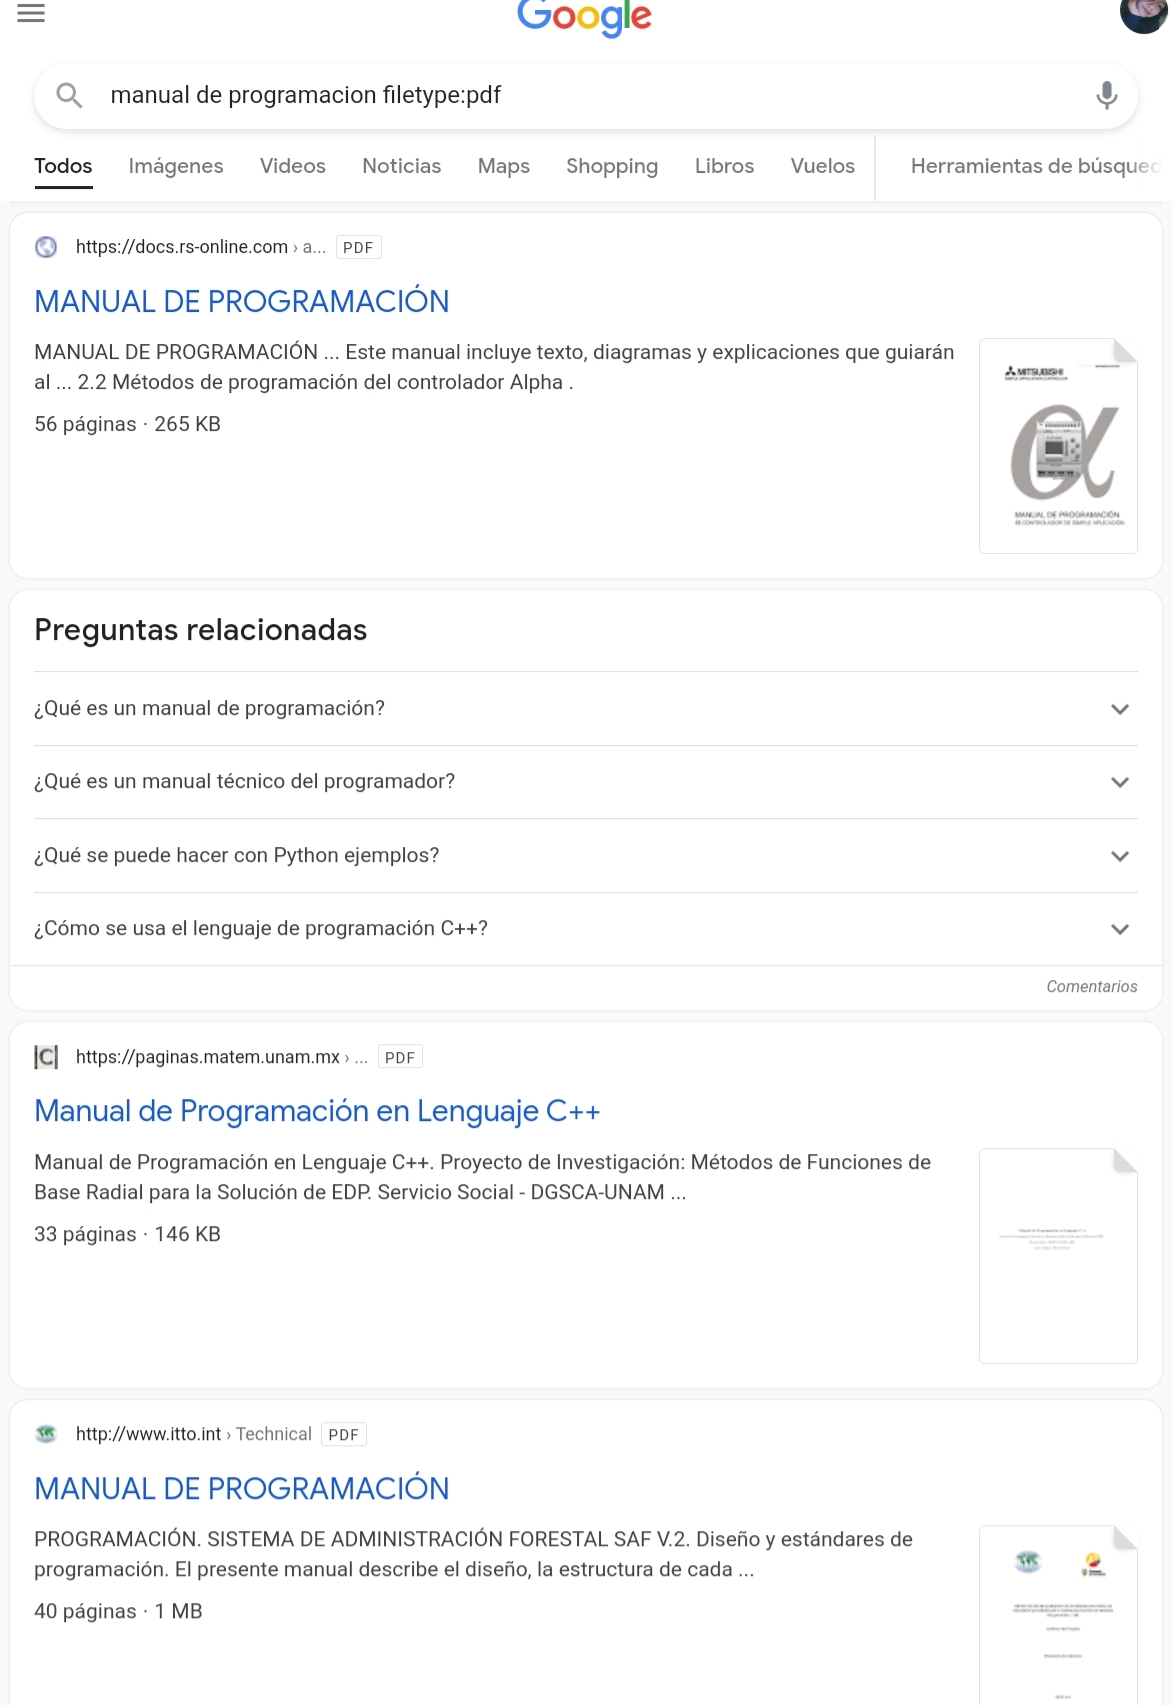 Google
manual de programacion filetype:pdf
Todos Imágenes Videos Noticias Maps Shopping Libros Vuelos Herramientas de búsqued
https://docs.rs-online.com › a... PDF
MANUAL DE PROGRAMACIÓN
MANUAL DE PROGRAMACIÓN ... Este manual incluye texto, diagramas y explicaciones que guiarán
al ... 2.2 Métodos de programación del controlador Alpha .
56 páginas · 265 KB
MITSUBISHI
α
MANUAL DE PROGRAMACIÓN
Preguntas relacionadas
¿Qué es un manual de programación?
¿Qué es un manual técnico del programador?
¿Qué se puede hacer con Python ejemplos?
¿Cómo se usa el lenguaje de programación C++?
Comentarios
|C| https://paginas.matem.unam.mx › ... PDF
Manual de Programación en Lenguaje C++
Manual de Programación en Lenguaje C++. Proyecto de Investigación: Métodos de Funciones de
Base Radial para la Solución de EDP. Servicio Social - DGSCA-UNAM ...
33 páginas · 146 KB
http://www.itto.int › Technical PDF
MANUAL DE PROGRAMACIÓN
PROGRAMACIÓN. SISTEMA DE ADMINISTRACIÓN FORESTAL SAF V.2. Diseño y estándares de
programación. El presente manual describe el diseño, la estructura de cada ...
40 páginas · 1 MB